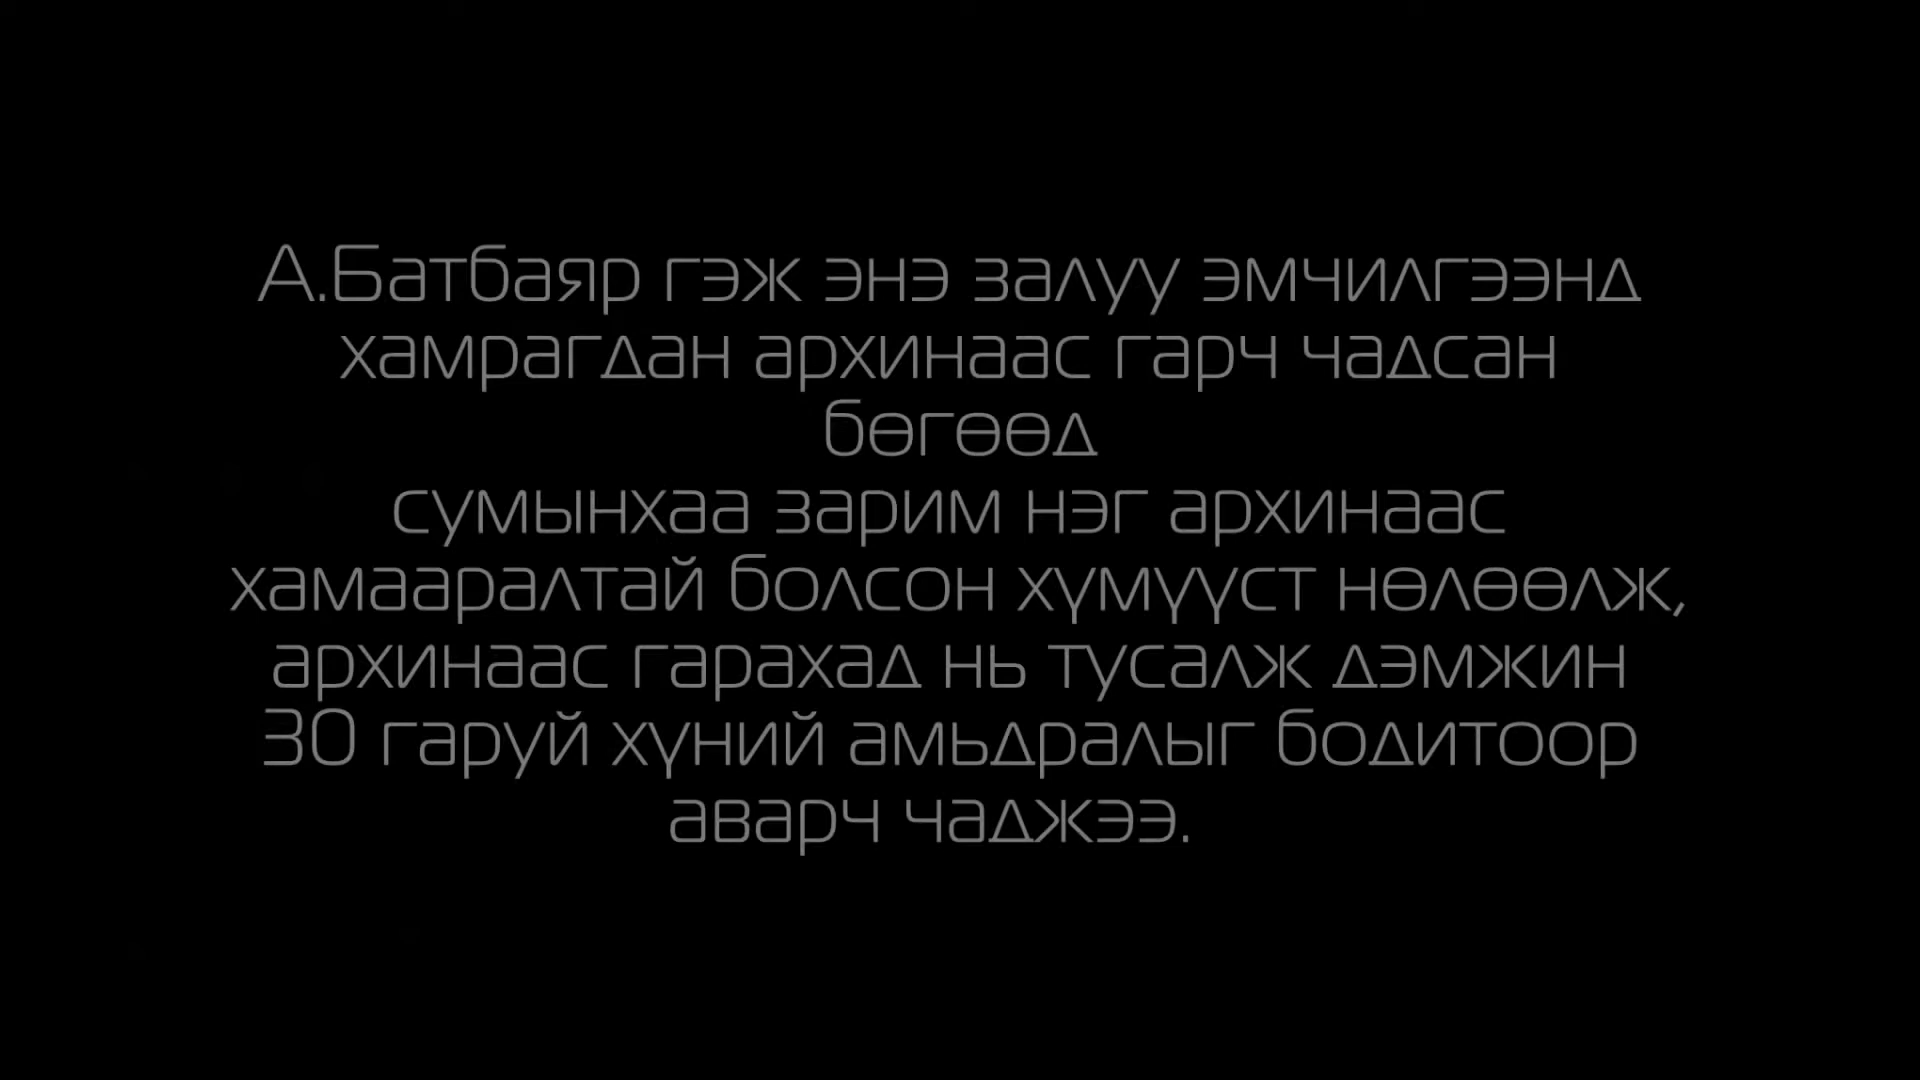 А.Батбаяр гэж энэ залуу эмчилгээнд
хамрагдан архинаас гарч чадсан
бөгөөд
сумынхаа зарим нэг архинаас
хамааралтай болсон хүмүүст нөлөөлж,
архинаас гарахад нь тусалж дэмжин
30 гаруй хүний амьдралыг бодитоор
аварч чаджээ.